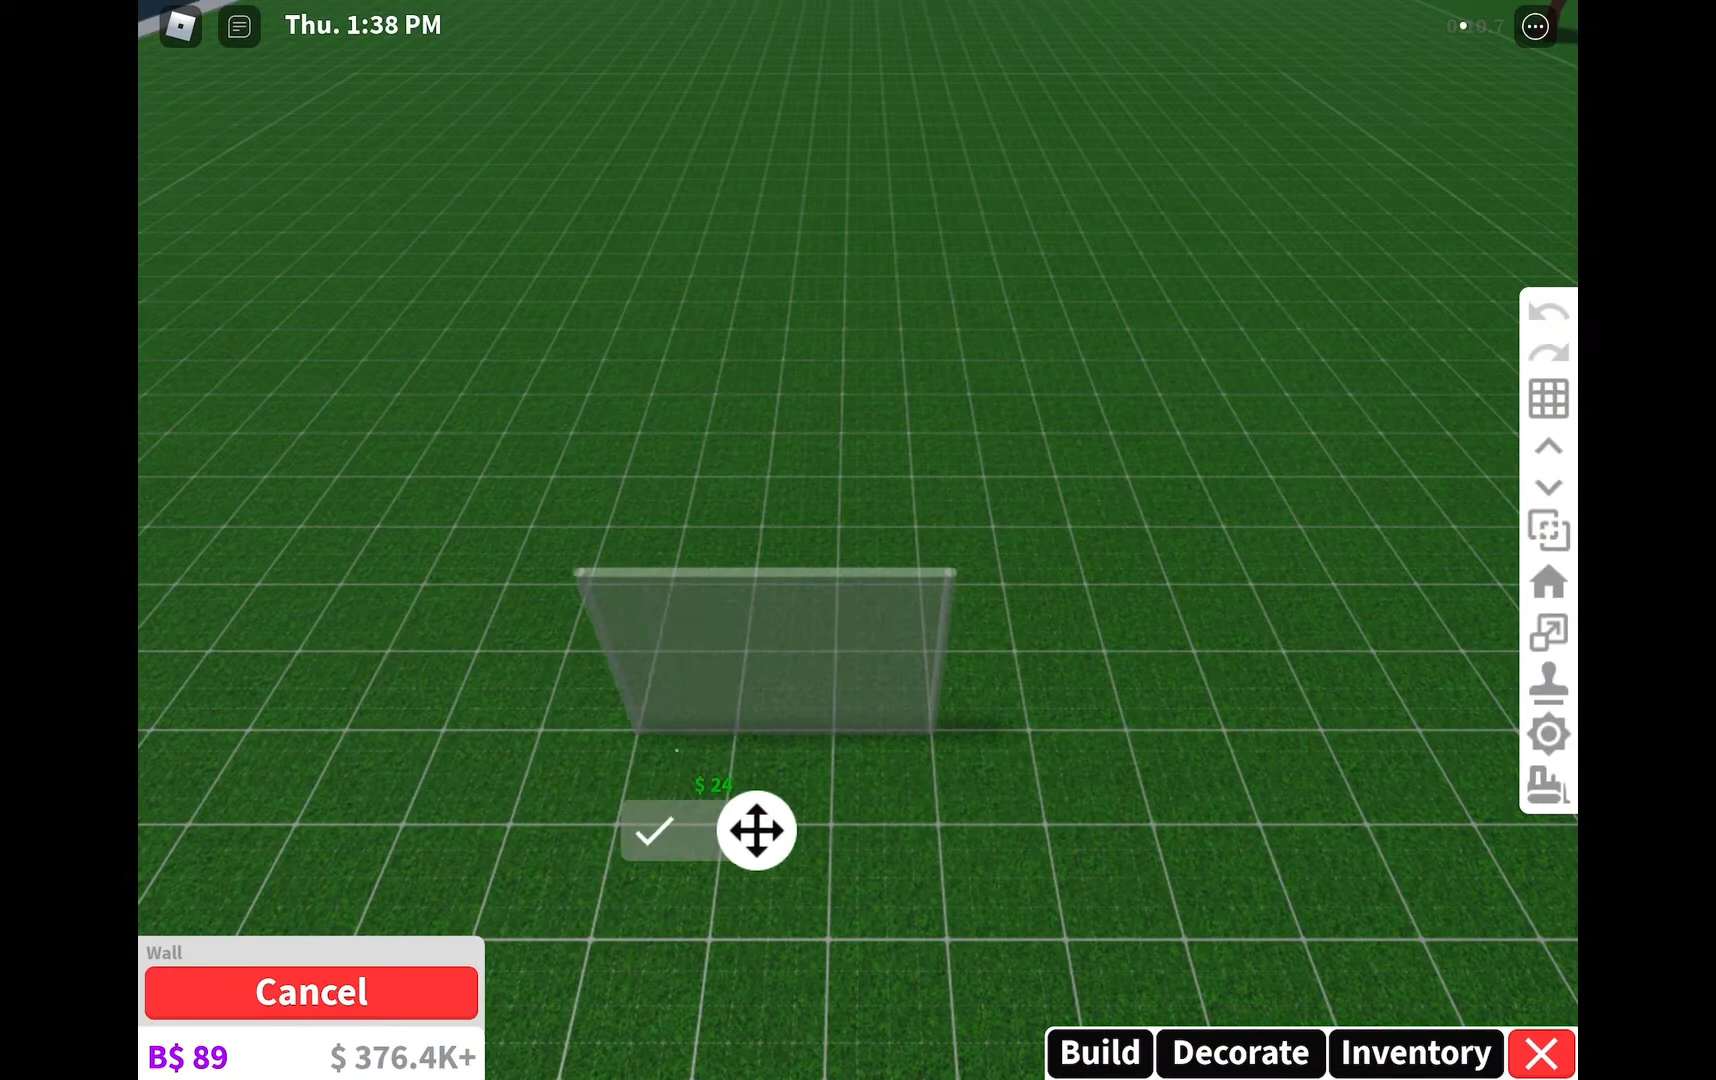 Thu. 1:38 PM
$ 24
Wall
Cancel
B$ 89
$ 376.4K+
Build
Decorate
Inventory